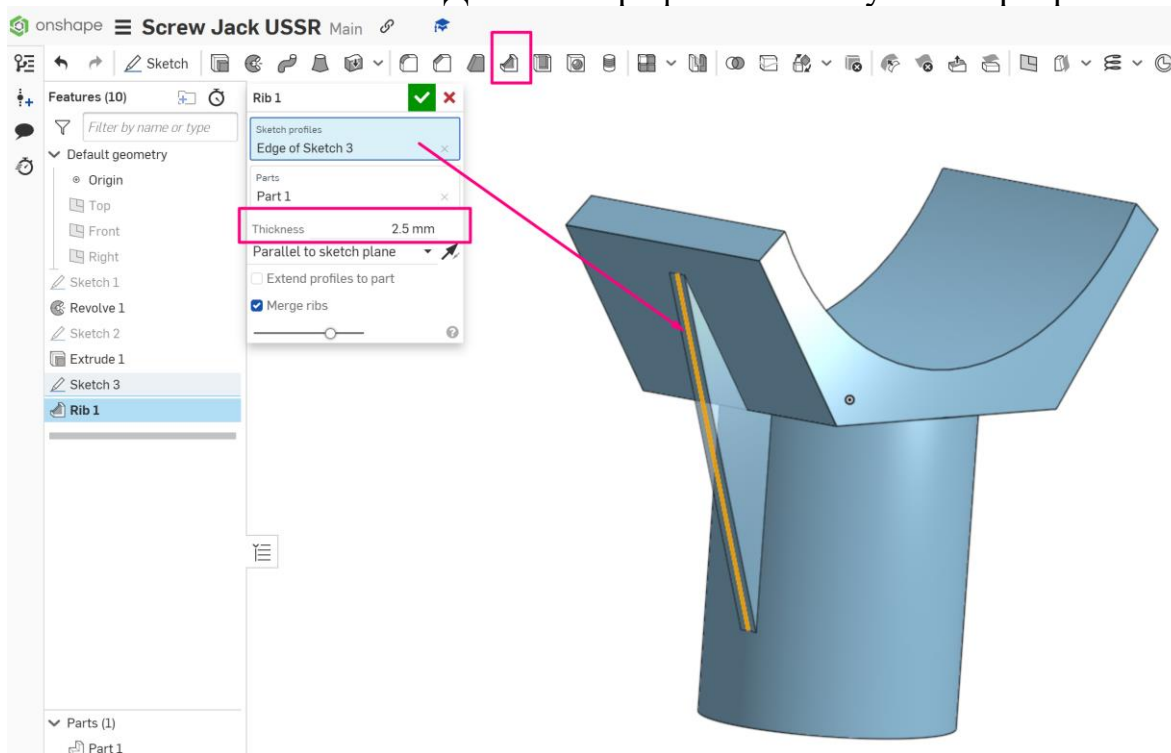 onshape Screw Jack USSR Main
Sketch
Features (10)
Filter by name or type
Default geometry
Origin
Top
Front
Right
Sketch 1
Revolve 1
Sketch 2
Extrude 1
Sketch 3
Rib 1
Parts (1)
Part 1
Rib 1
Sketch profiles
Edge of Sketch 3
Parts
Part 1
Thickness 2.5 mm
Parallel to sketch plane
Extend profiles to part
Merge ribs